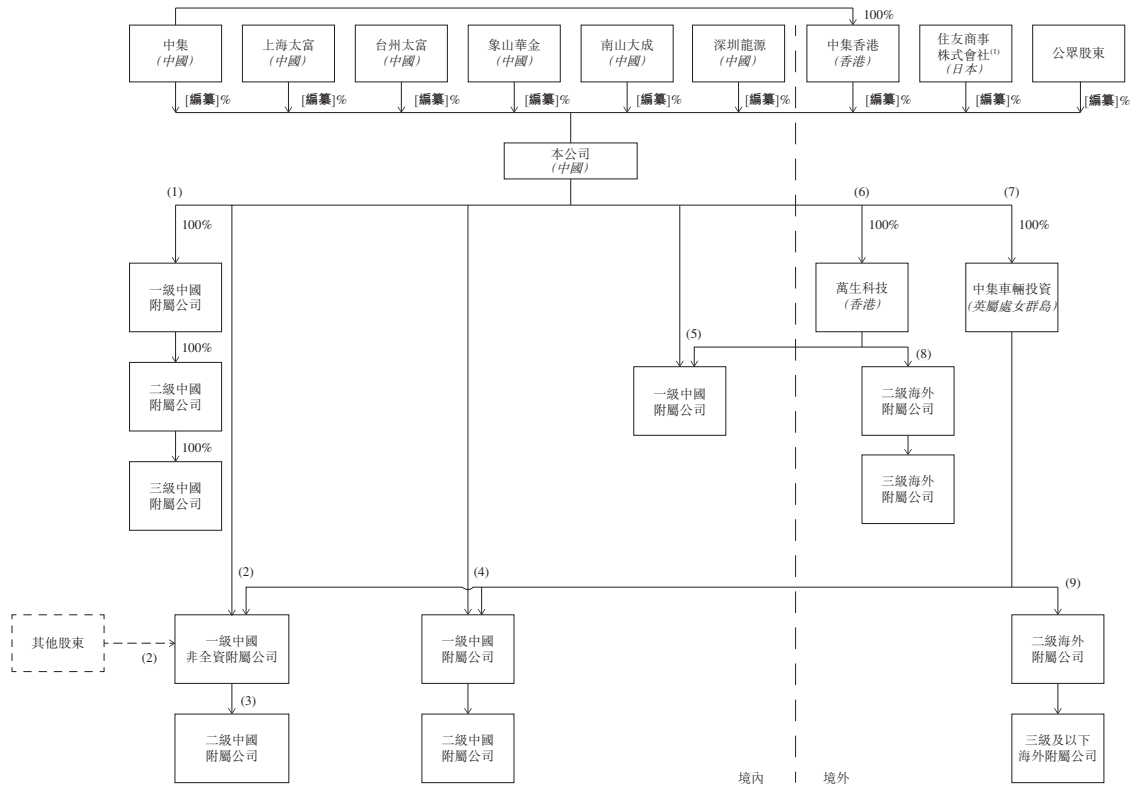 100%
中集
(中國)
上海太富
(中國)
台州太富
(中國)
象山華金
(中國)
南山大成
(中國)
深圳龍源
(中國)
中集香港
(香港)
住友商事
株式會社(1)
(日本)
公眾股東
[編纂]%
[編纂]%
[編纂]%
[編纂]%
[編纂]%
[編纂]%
[編纂]%
[編纂]%
[編纂]%
本公司
(中國)
(1)
(6)
(7)
100%
100%
100%
一級中國
附屬公司
萬生科技
(香港)
中集車輛投資
(英屬處女群島)
100%
(5)
(8)
二級中國
附屬公司
一級中國
附屬公司
二級海外
附屬公司
100%
三級中國
附屬公司
三級海外
附屬公司
(2)
(4)
(9)
其他股東
(2)
一級中國
非全資附屬公司
一級中國
附屬公司
二級海外
附屬公司
(3)
二級中國
附屬公司
二級中國
附屬公司
三級及以下
海外附屬公司
境內
境外